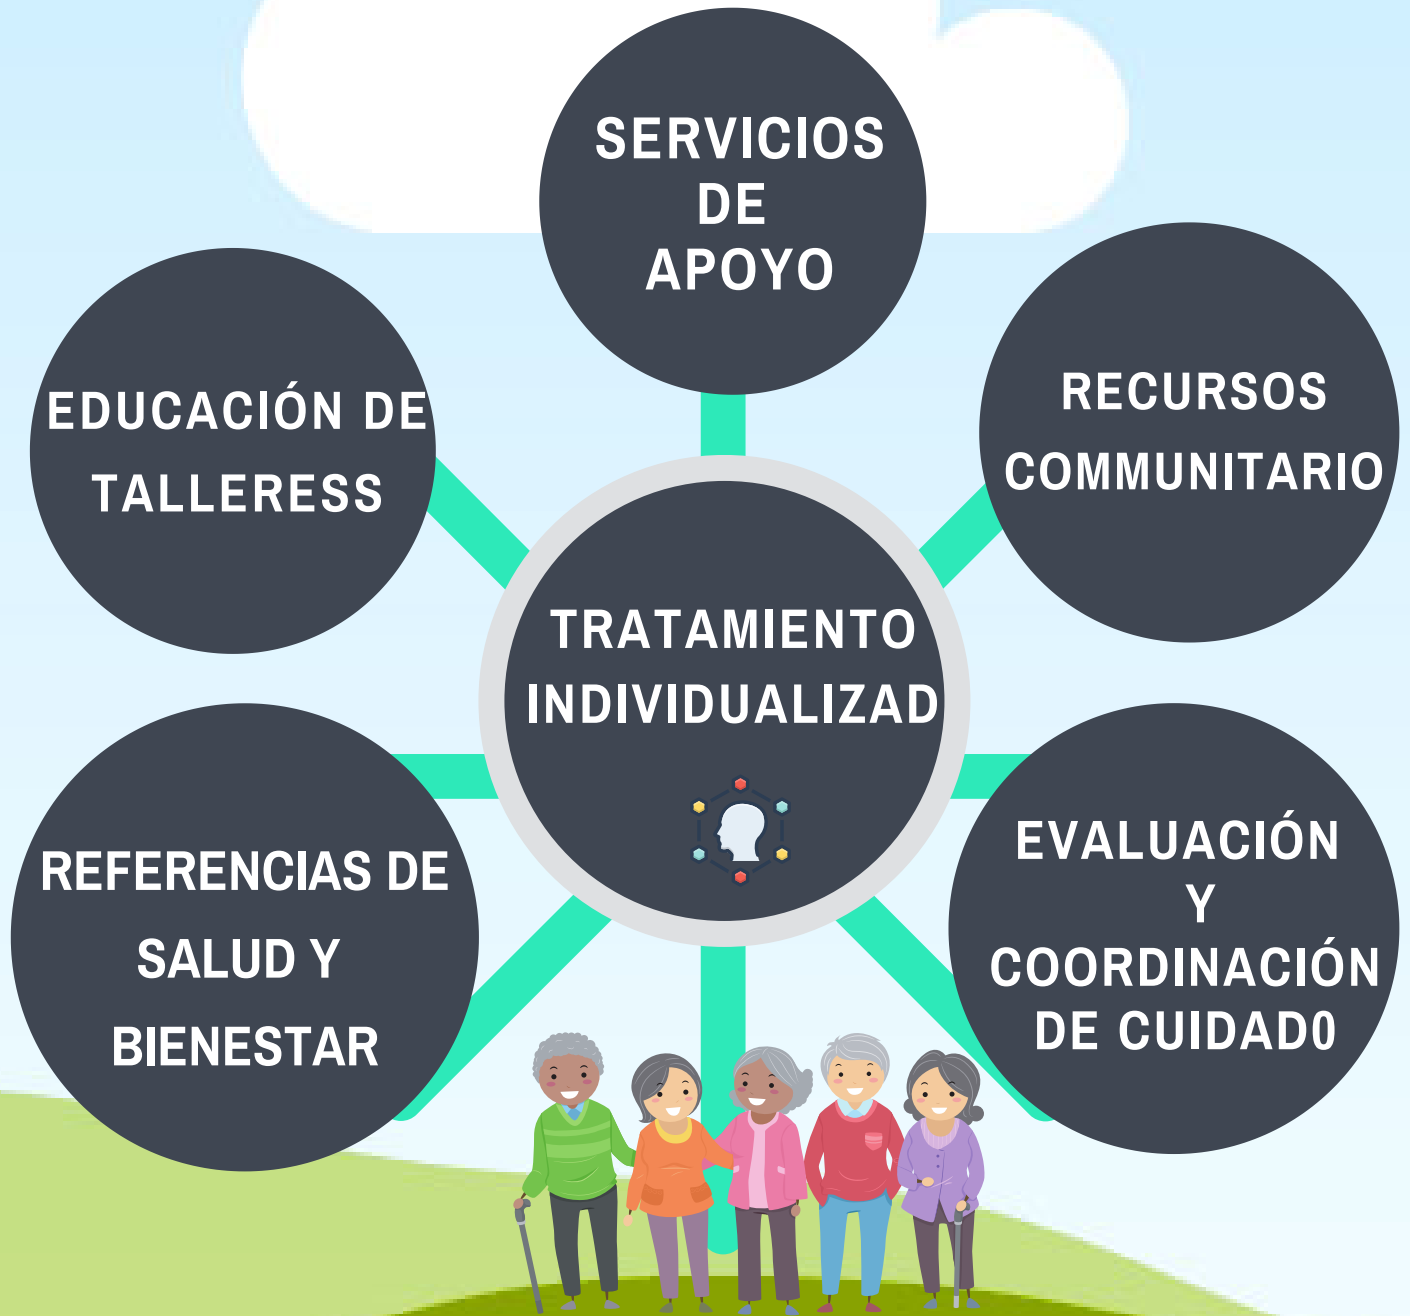 SERVICIOS
DE
APOYO
EDUCACIÓN DE
TALLERESS
RECURSOS
COMMUNITARIO
TRATAMIENTO
INDIVIDUALIZAD
REFERENCIAS DE
SALUD Y
BIENESTAR
EVALUACIÓN
Y
COORDINACIÓN
DE CUIDAD0